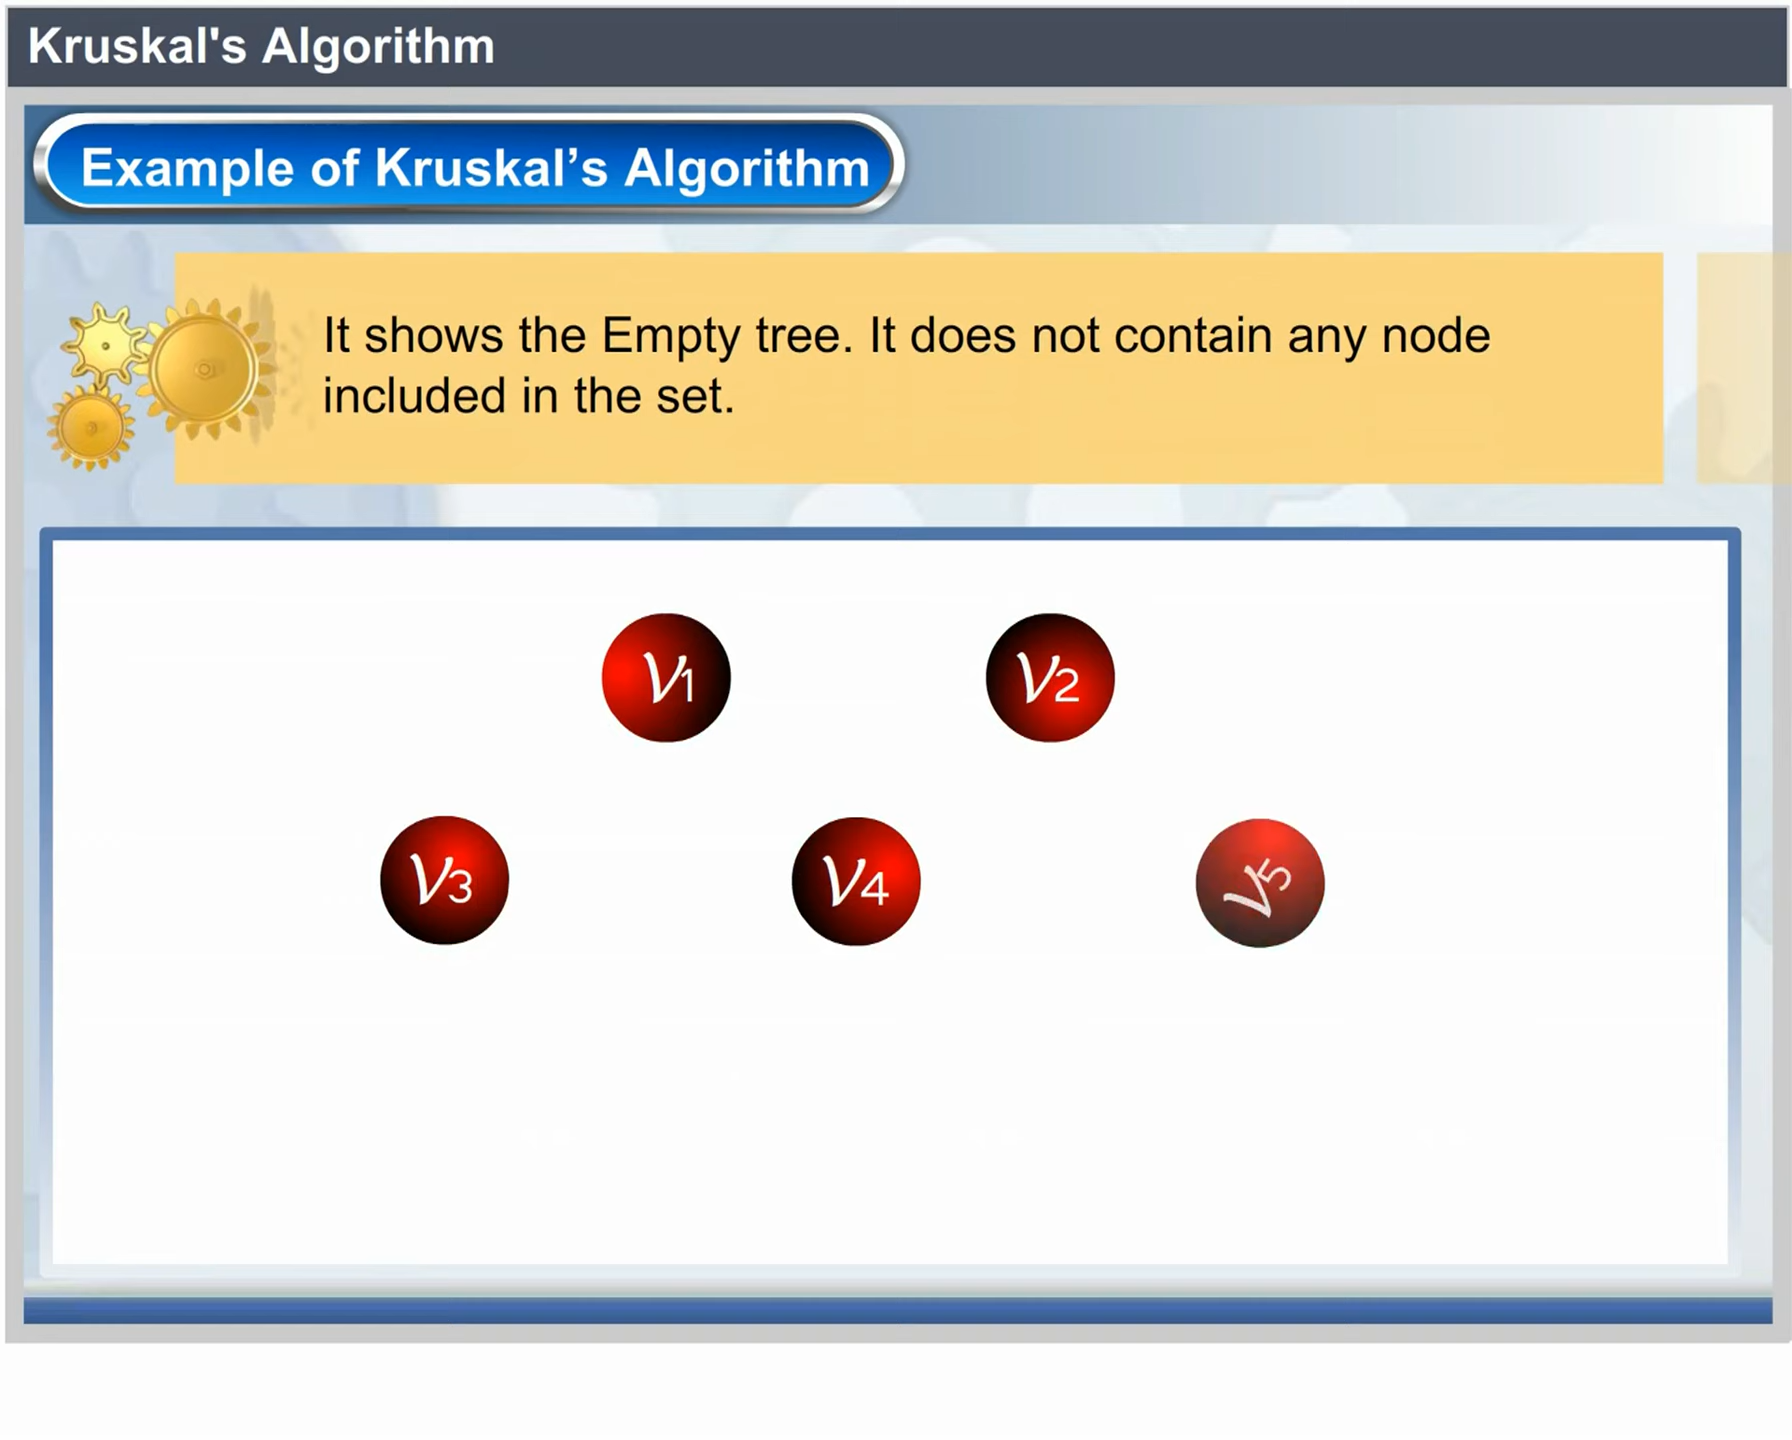 Kruskal's Algorithm
Example of Kruskal’s Algorithm
It shows the Empty tree. It does not contain any node
included in the set.
V1 V2
V3 V4 V5